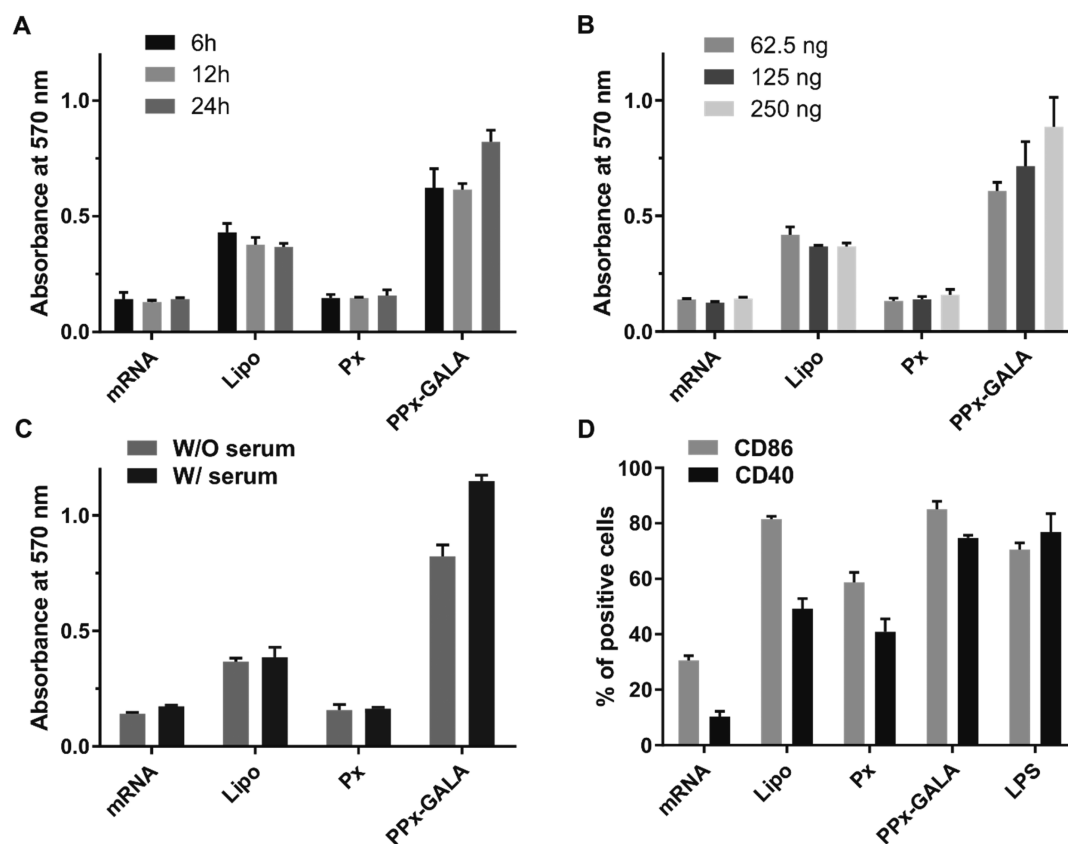 A
6h
12h
24h
Absorbance at 570 nm
1.0
0.5
0.0
mRNA
Lipo
Px
PPx-GALA
B
62.5 ng
125 ng
250 ng
Absorbance at 570 nm
1.0
0.5
0.0
mRNA
Lipo
Px
PPx-GALA
C
W/O serum
W/ serum
Absorbance at 570 nm
1.0
0.5
0.0
mRNA
Lipo
Px
PPx-GALA
D
CD86
CD40
% of positive cells
100
80
60
40
20
0
mRNA
Lipo
Px
PPx-GALA
LPS